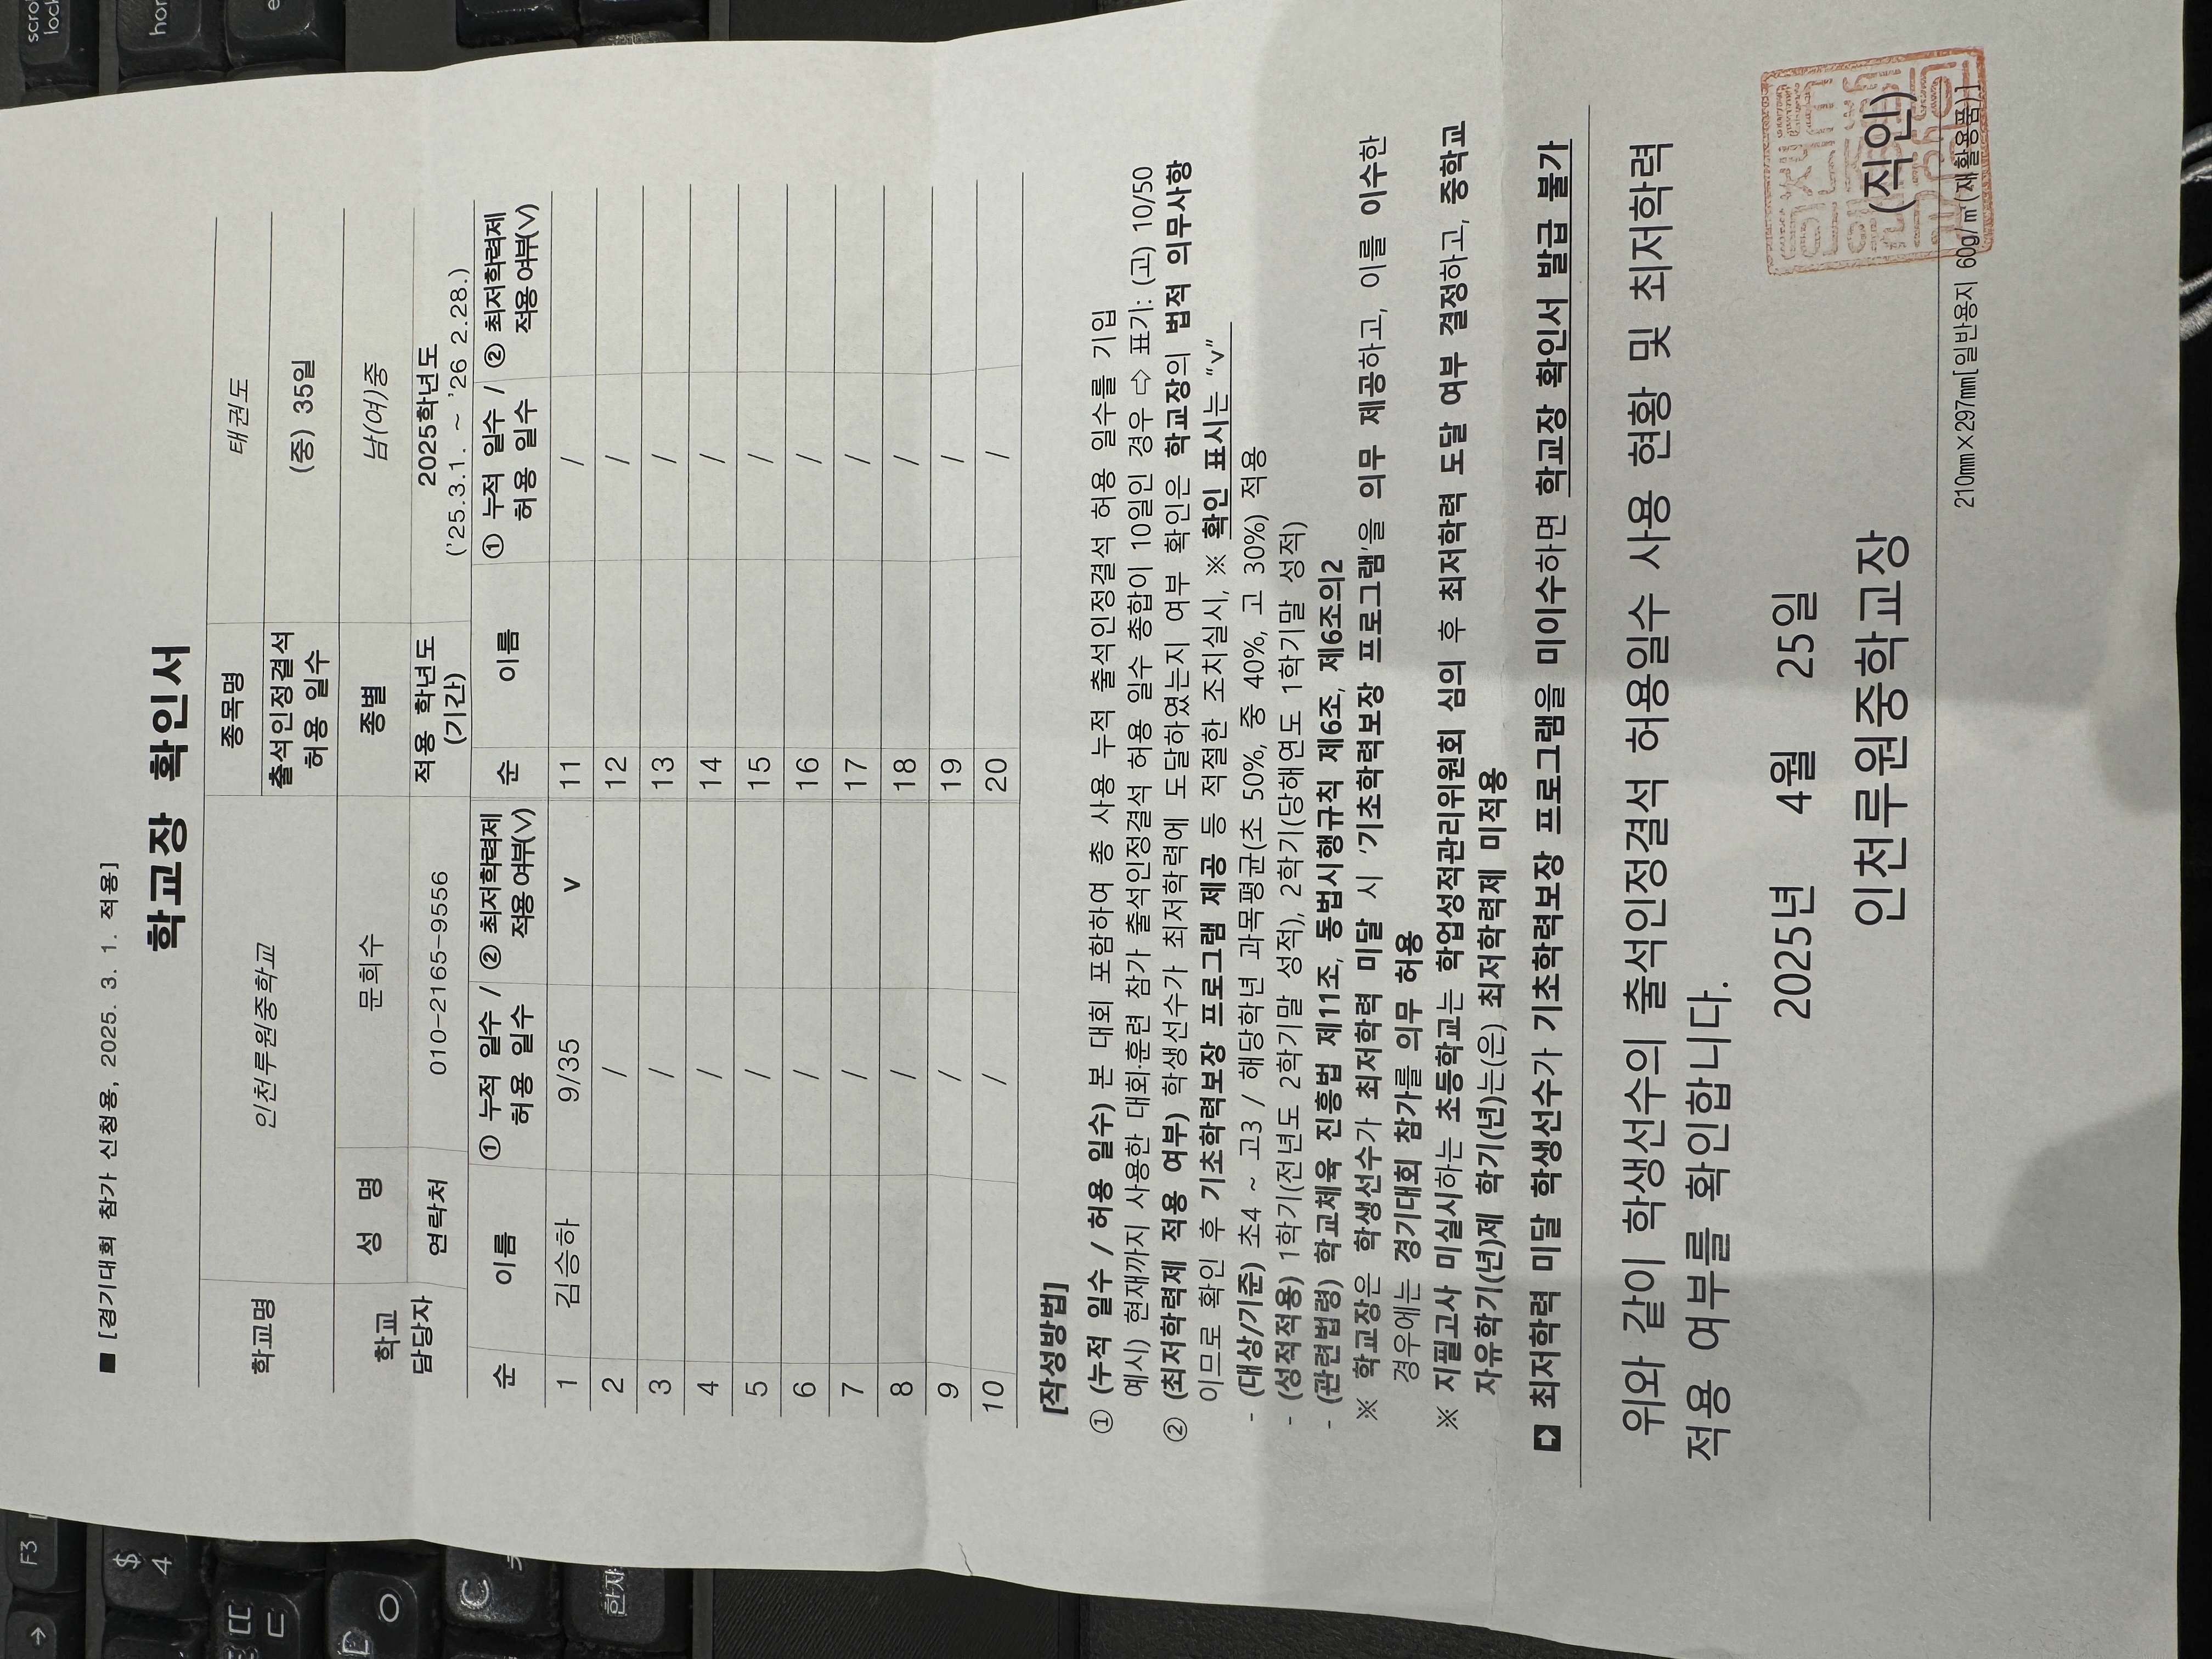 ■ [경기대회 참가 신청용, 2025. 3. 1. 적용]
학교장 확인서
학교명 인천루원중학교 종목명 태권도
출석인정결석 허용 일수 (중) 35일
학교 담당자 성 명 문희수 종별 남(여)중
연락처 010-2165-9556 적용 학년도 (기간) 2025학년도 ('25.3.1. ~ '26 2.28.)
순 이름 ① 누적 일수 / 허용 일수 ② 최저학력제 적용 여부(V) 순 이름 ① 누적 일수 / 허용 일수 ② 최저학력제 적용 여부(V)
1 김승하 9/35 v 11 /
2 / 12 /
3 / 13 /
4 / 14 /
5 / 15 /
6 / 16 /
7 / 17 /
8 / 18 /
9 / 19 /
10 / 20 /
[작성방법]
① (누적 일수 / 허용 일수) 본 대회 포함하여 총 사용 누적 출석인정결석 허용 일수를 기입
예시) 현재까지 사용한 대회·훈련 참가 출석인정결석 허용 일수 총합이 10일인 경우 ⇨ 표기: (고) 10/50
② (최저학력제 적용 여부) 학생선수가 최저학력에 도달하였는지 여부 확인은 학교장의 법적 의무사항
이므로 확인 후 기초학력보장 프로그램 제공 등 적절한 조치실시, ※ 확인 표시는 "v"
- (대상/기준) 초4 ~ 고3 / 해당학년 과목평균(초 50%, 중 40%, 고 30%) 적용
- (성적적용) 1학기(전년도 2학기말 성적), 2학기(당해연도 1학기말 성적)
- (관련법령) 학교체육 진흥법 제11조, 동법시행규칙 제6조, 제6조의2
※ 학교장은 학생선수가 최저학력 미달 시 '기초학력보장 프로그램'을 의무 제공하고, 이를 이수한
경우에는 경기대회 참가를 의무 허용
※ 지필고사 미실시하는 초등학교는 학업성적관리위원회 심의 후 최저학력 도달 여부 결정하고, 중학교
자유학기(년)제 학기(년)는(은) 최저학력제 미적용
➡ 최저학력 미달 학생선수가 기초학력보장 프로그램을 미이수하면 학교장 확인서 발급 불가
위와 같이 학생선수의 출석인정결석 허용일수 사용 현황 및 최저학력
적용 여부를 확인합니다.
2025년 4월 25일
인천루원중학교장 (직인)
210mm×297mm[일반용지 60g/㎡(재활용품)]
scroll
F3
$
4
ㄸ
ㄷ
D
C
한자